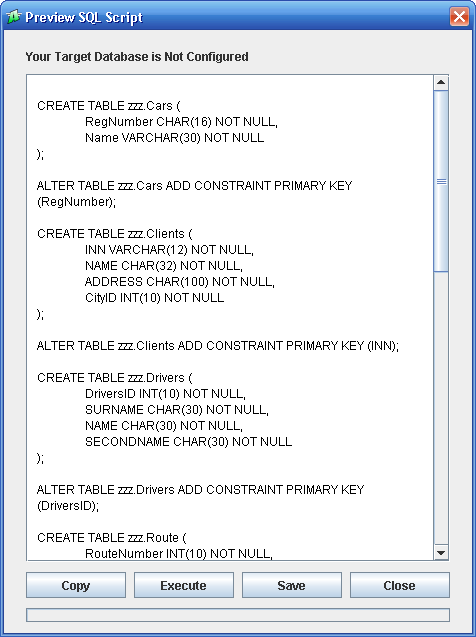 Preview SQL Script
Your Target Database is Not Configured
CREATE TABLE zzz.Cars (
RegNumber CHAR(16) NOT NULL,
Name VARCHAR(30) NOT NULL
);
ALTER TABLE zzz.Cars ADD CONSTRAINT PRIMARY KEY
(RegNumber);
CREATE TABLE zzz.Clients (
INN VARCHAR(12) NOT NULL,
NAME CHAR(32) NOT NULL,
ADDRESS CHAR(100) NOT NULL,
CityID INT(10) NOT NULL
);
ALTER TABLE zzz.Clients ADD CONSTRAINT PRIMARY KEY (INN);
CREATE TABLE zzz.Drivers (
DriversID INT(10) NOT NULL,
SURNAME CHAR(30) NOT NULL,
NAME CHAR(30) NOT NULL,
SECONDNAME CHAR(30) NOT NULL
);
ALTER TABLE zzz.Drivers ADD CONSTRAINT PRIMARY KEY
(DriversID);
CREATE TABLE zzz.Route (
RouteNumber INT(10) NOT NULL,
Copy Execute Save Close